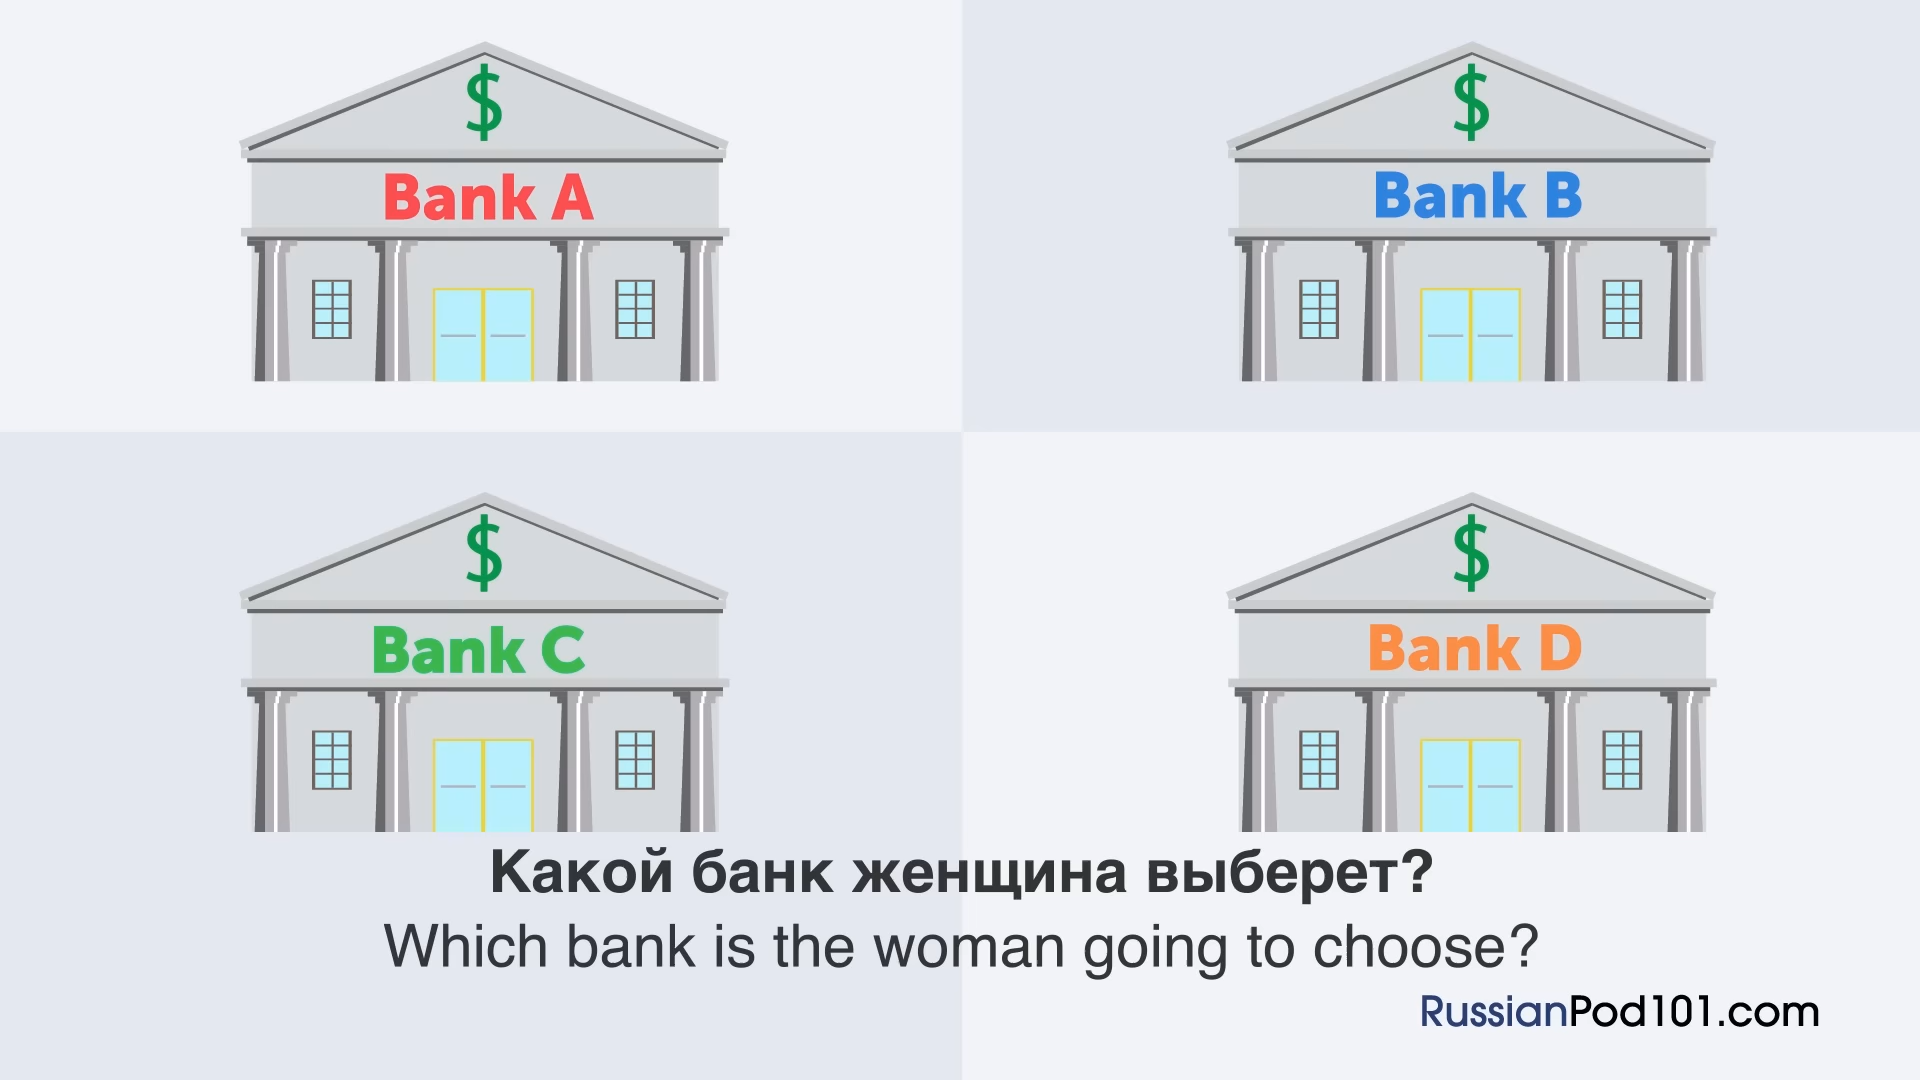 $
Bank A
$
Bank B
$
Bank C
$
Bank D
Какой банк женщина выберет?
Which bank is the woman going to choose?
RussianPod101.com